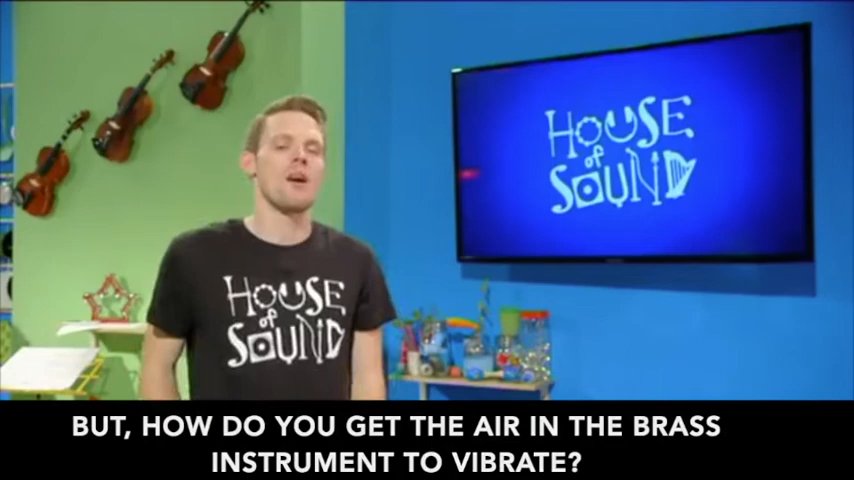 HOUSE
of
SOUND
HOUSE
of
SOUND
BUT, HOW DO YOU GET THE AIR IN THE BRASS
INSTRUMENT TO VIBRATE?